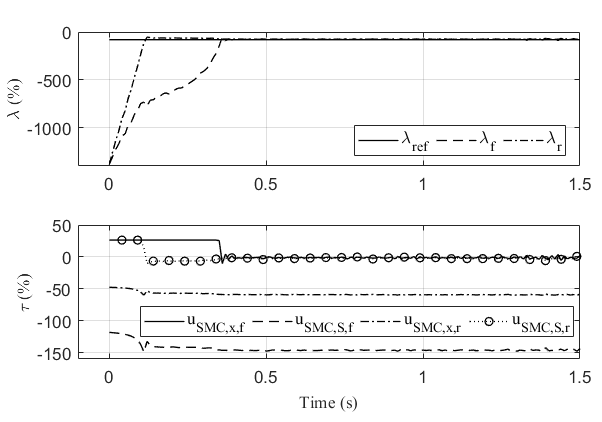 0
-500
-1000
λ (%)
λref λf λr
0 0.5 1 1.5
50
0
-50
-100
-150
τ (%)
uSMC,x,f uSMC,S,f uSMC,x,r uSMC,S,r
0 0.5 1 1.5
Time (s)